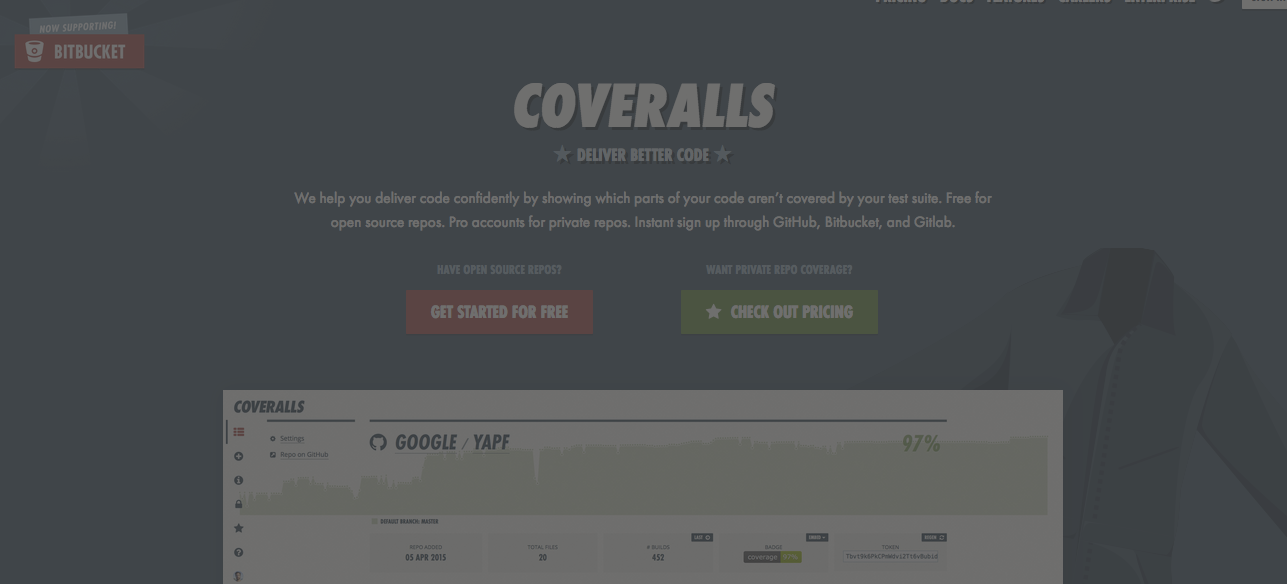 PRICING DOCS FEATURES CAREERS ENTERPRISE
NOW SUPPORTING!
BITBUCKET
COVERALLS
DELIVER BETTER CODE
We help you deliver code confidently by showing which parts of your code aren't covered by your test suite. Free for
open source repos. Pro accounts for private repos. Instant sign up through GitHub, Bitbucket, and Gitlab.
HAVE OPEN SOURCE REPOS?
WANT PRIVATE REPO COVERAGE?
GET STARTED FOR FREE
CHECK OUT PRICING
COVERALLS
Settings
Repo on GitHub
GOOGLE / YAPF
97%
DEFAULT BRANCH: MASTER
REPO ADDED
05 APR 2015
TOTAL FILES
20
LAST
# BUILDS
452
EMBED
BADGE
coverage 97%
TOKEN